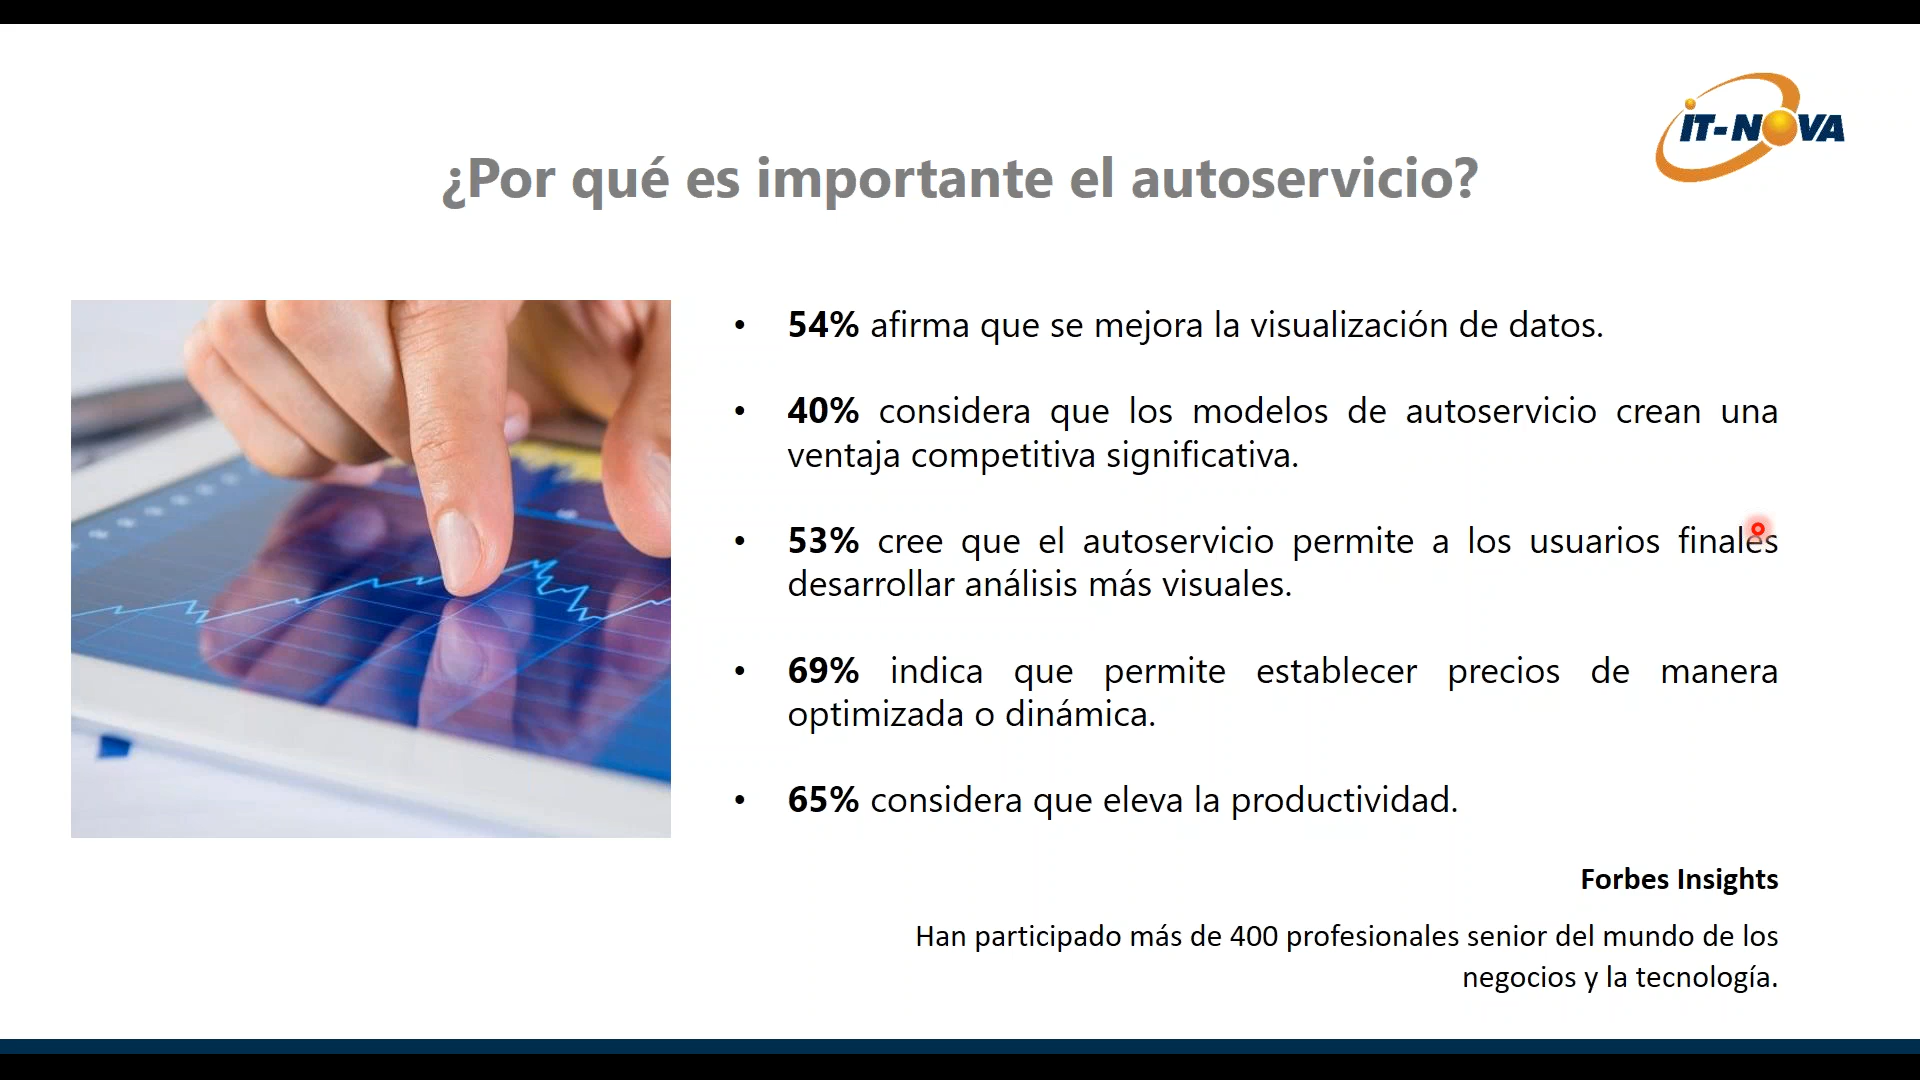 IT-NOVA
¿Por qué es importante el autoservicio?
• 54% afirma que se mejora la visualización de datos.
• 40% considera que los modelos de autoservicio crean una
ventaja competitiva significativa.
• 53% cree que el autoservicio permite a los usuarios finales
desarrollar análisis más visuales.
• 69% indica que permite establecer precios de manera
optimizada o dinámica.
• 65% considera que eleva la productividad.
Forbes Insights
Han participado más de 400 profesionales senior del mundo de los
negocios y la tecnología.